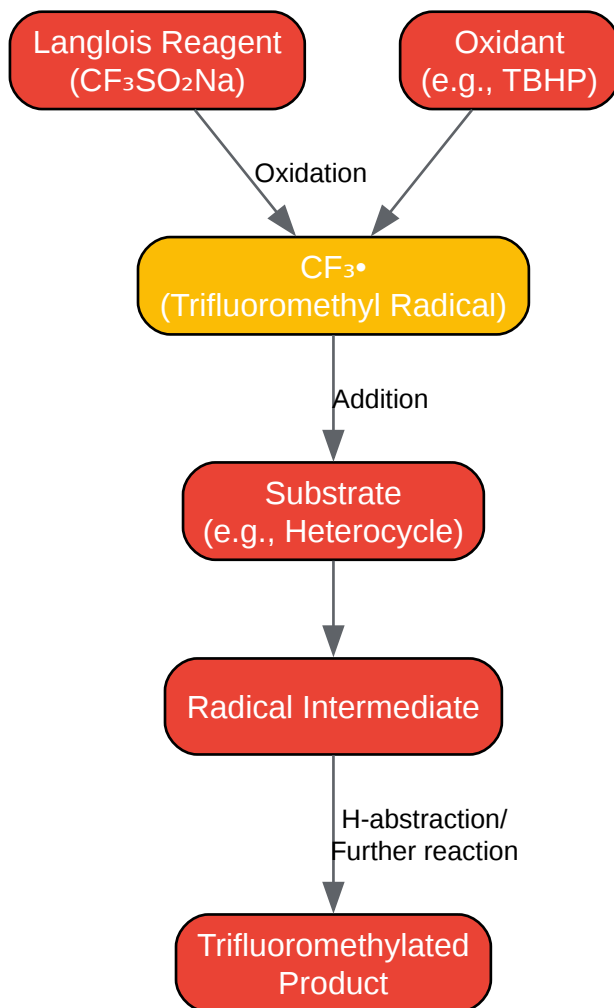 Langlois Reagent
(CF₃SO₂Na)
Oxidant
(e.g., TBHP)
Oxidation
CF₃•
(Trifluoromethyl Radical)
Addition
Substrate
(e.g., Heterocycle)
Radical Intermediate
H-abstraction/
Further reaction
Trifluoromethylated
Product